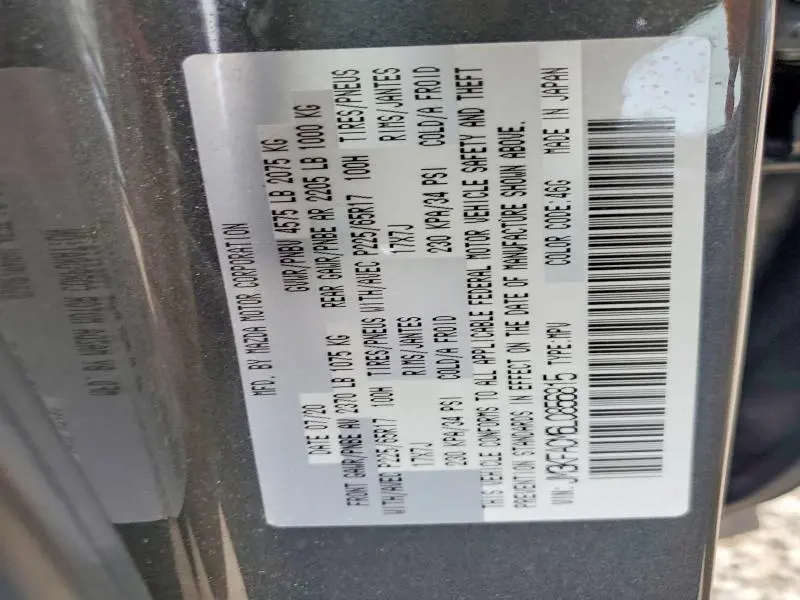 MFD. BY MAZDA MOTOR CORPORATION
DATE 07/20 GVWR/PNBV 4575 LB 2075 KG
FRONT GAWR/PNBE AV 2370 LB 1075 KG REAR GAWR/PNBE AR 2205 LB 1000 KG
WITH/AVEC P225/65R17 100H TIRES/PNEUS WITH/AVEC P225/65R17 100H TIRES/PNEUS
17X7J RIMS/JANTES 17X7J RIMS/JANTES
230 KPA/34 PSI COLD/A FROID 230 KPA/34 PSI COLD/A FROID
THIS VEHICLE CONFORMS TO ALL APPLICABLE FEDERAL MOTOR VEHICLE SAFETY AND THEFT
PREVENTION STANDARDS IN EFFECT ON THE DATE OF MANUFACTURE SHOWN ABOVE.
VIN: JM3KFACM6L0356815 TYPE:MPV COLOR CODE:46G MADE IN JAPAN